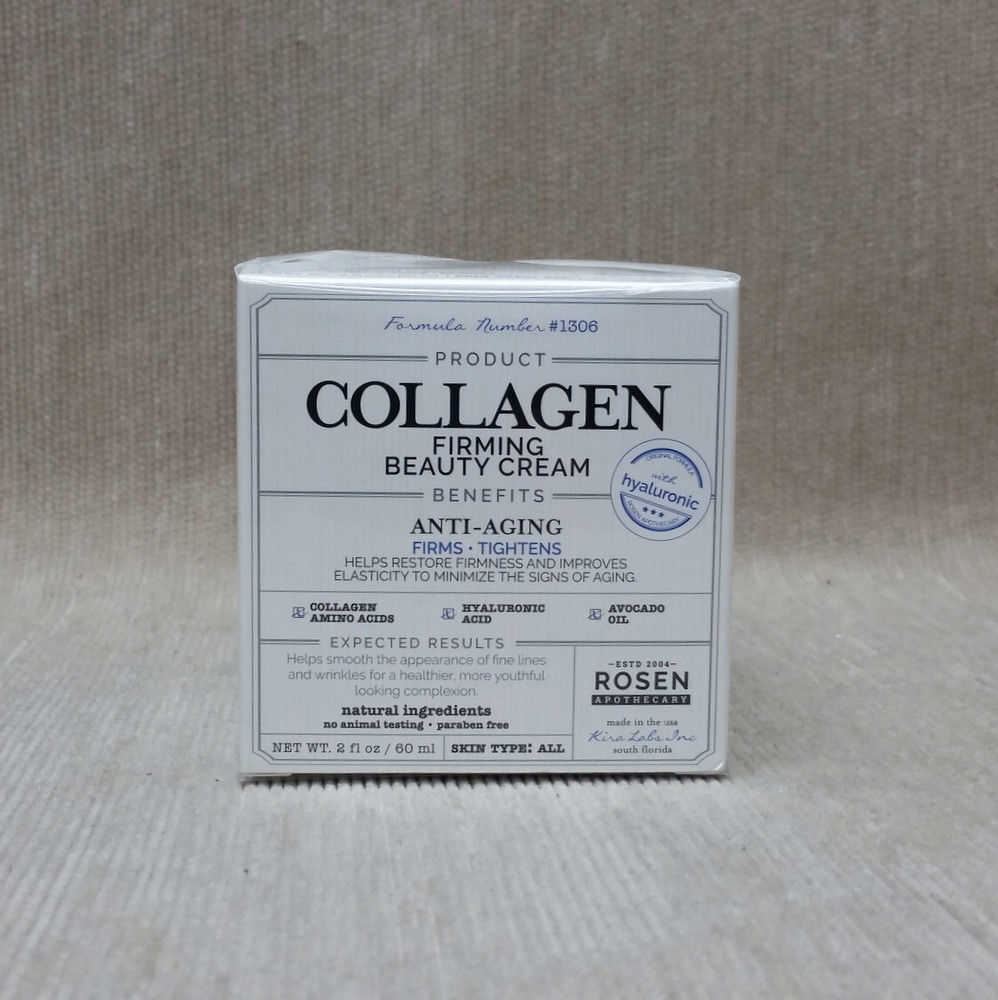 Formula Number #1306
PRODUCT
COLLAGEN
FIRMING
BEAUTY CREAM
BENEFITS
ORIGINAL FORMULA
with
hyaluronic
ROSEN APOTHECARY
ANTI-AGING
FIRMS • TIGHTENS
HELPS RESTORE FIRMNESS AND IMPROVES
ELASTICITY TO MINIMIZE THE SIGNS OF AGING.
COLLAGEN
AMINO ACIDS
HYALURONIC
ACID
AVOCADO
OIL
EXPECTED RESULTS
Helps smooth the appearance of fine lines
and wrinkles for a healthier, more youthful
looking complexion.
natural ingredients
no animal testing • paraben free
NET WT. 2 fl oz / 60 ml
SKIN TYPE: ALL
–ESTD 2004–
ROSEN
APOTHECARY
made in the usa
Kira Labs Inc
south florida